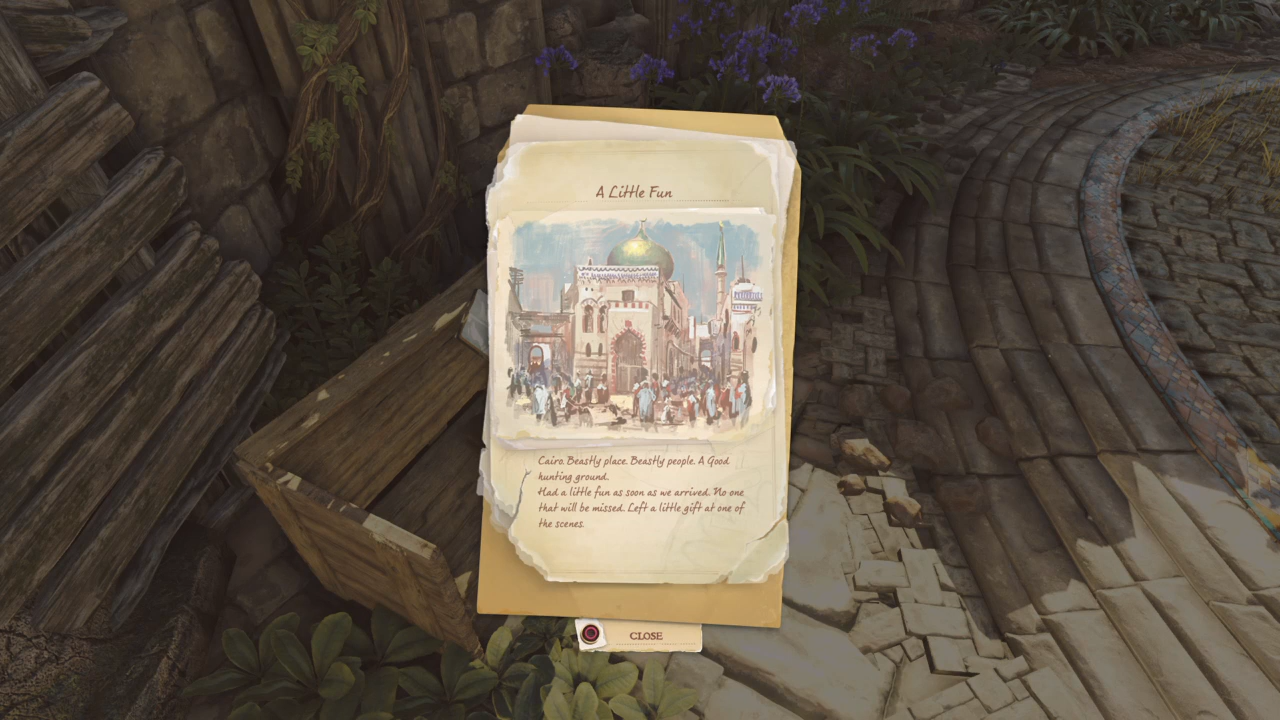 A Little Fun
Cairo. Beastly place. Beastly people. A Good
hunting ground.
Had a little fun as soon as we arrived. No one
that will be missed. Left a little gift at one of
the scenes.
CLOSE